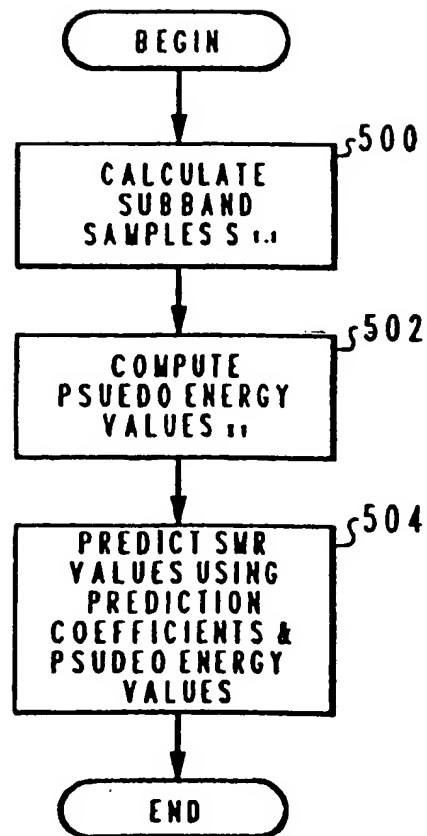 BEGIN
500
CALCULATE
SUBBAND
SAMPLES S
502
COMPUTE
PSUEDO ENERGY
VALUES
504
PREDICT SMR
VALUES USING
PREDICTION
COEFFICIENTS &
PSUDEO ENERGY
VALUES
END